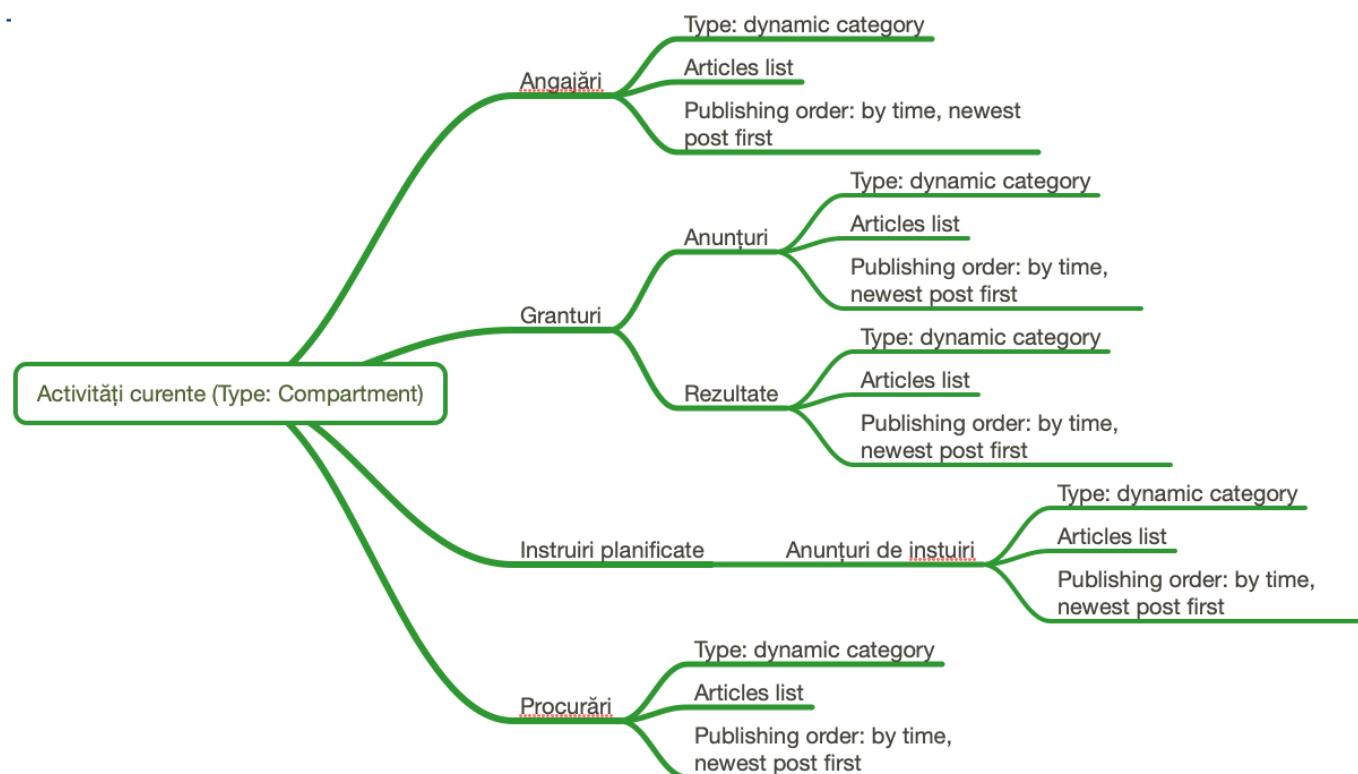 Type: dynamic category
Angajări
Articles list
Publishing order: by time, newest
post first
Type: dynamic category
Anunțuri
Articles list
Publishing order: by time,
newest post first
Granturi
Type: dynamic category
Rezultate
Articles list
Publishing order: by time,
newest post first
Activități curente (Type: Compartment)
Type: dynamic category
Instruiri planificate
Anunțuri de instuiri
Articles list
Publishing order: by time,
newest post first
Type: dynamic category
Procurări
Articles list
Publishing order: by time,
newest post first